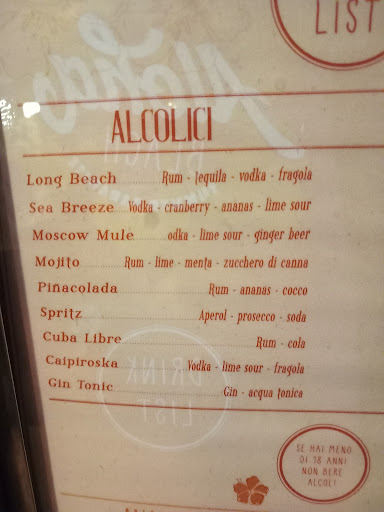 LIST
ALCOLICI
Long Beach Rum - tequila - vodka - fragola
Sea Breeze Vodka - cranberry - ananas - lime sour
Moscow Mule odka - lime sour - ginger beer
Mojito Rum - lime - menta - zucchero di canna
Pinacolada Rum - ananas - cocco
Spritz Aperol - prosecco - soda
Cuba Libre Rum - cola
Caipiroska Vodka - lime sour - fragola
Gin Tonic Gin - acqua tonica
DRINK
LIST
SE HAI MENO
DI 18 ANNI
NON BERE
ALCOL!